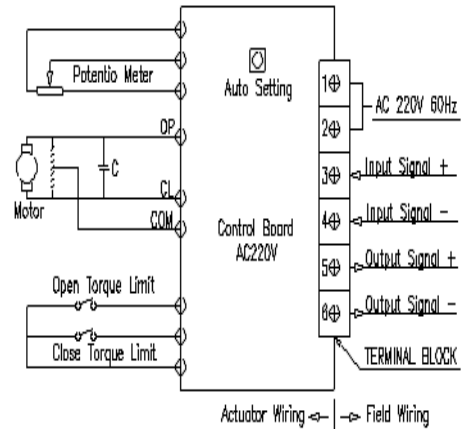 Potentio Meter
Auto Setting
1
AC 220V 60Hz
2
OP
C
3
Input Signal +
Motor
CL
COM
4
Input Signal -
Control Board
AC220V
5
Output Signal +
Open Torque Limit
6
Output Signal -
Close Torque Limit
TERMINAL BLOCK
Actuator Wiring
Field Wiring